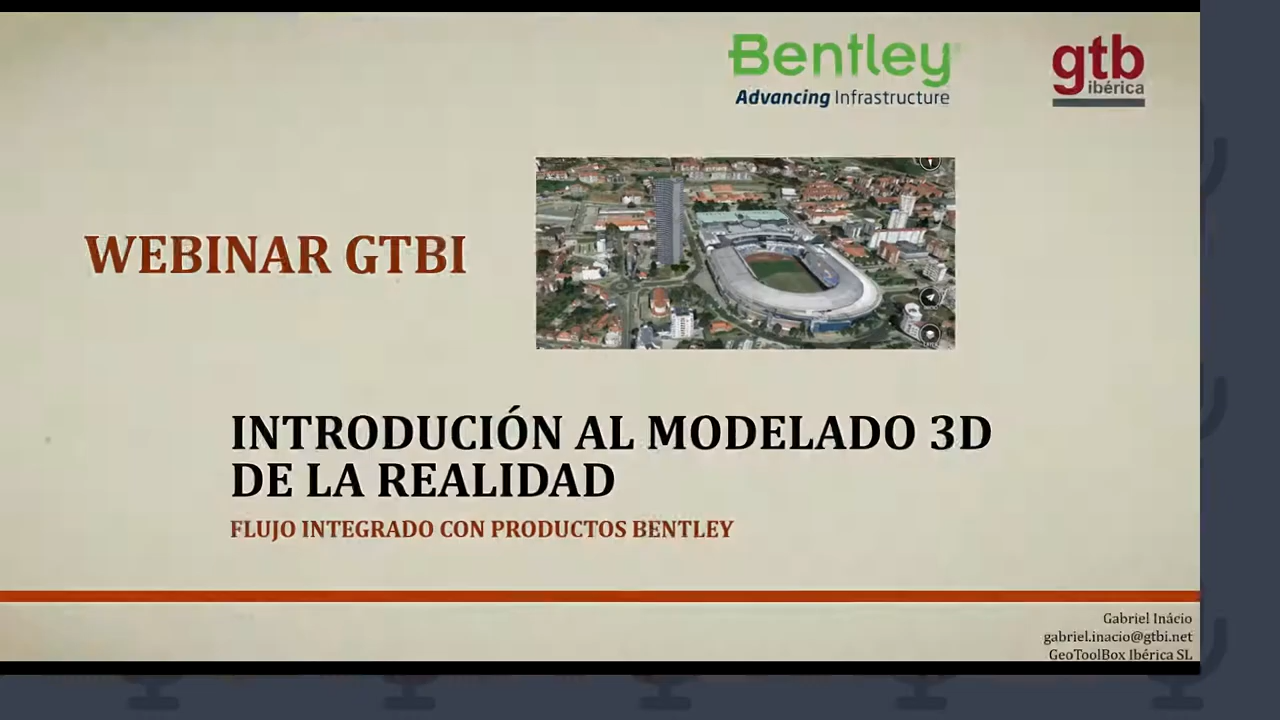 Bentley
Advancing Infrastructure
gtb
ibérica
WEBINAR GTBI
INTRODUCIÓN AL MODELADO 3D
DE LA REALIDAD
FLUJO INTEGRADO CON PRODUCTOS BENTLEY
Gabriel Inácio
gabriel.inacio@gtbi.net
GeoToolBox Ibérica SL